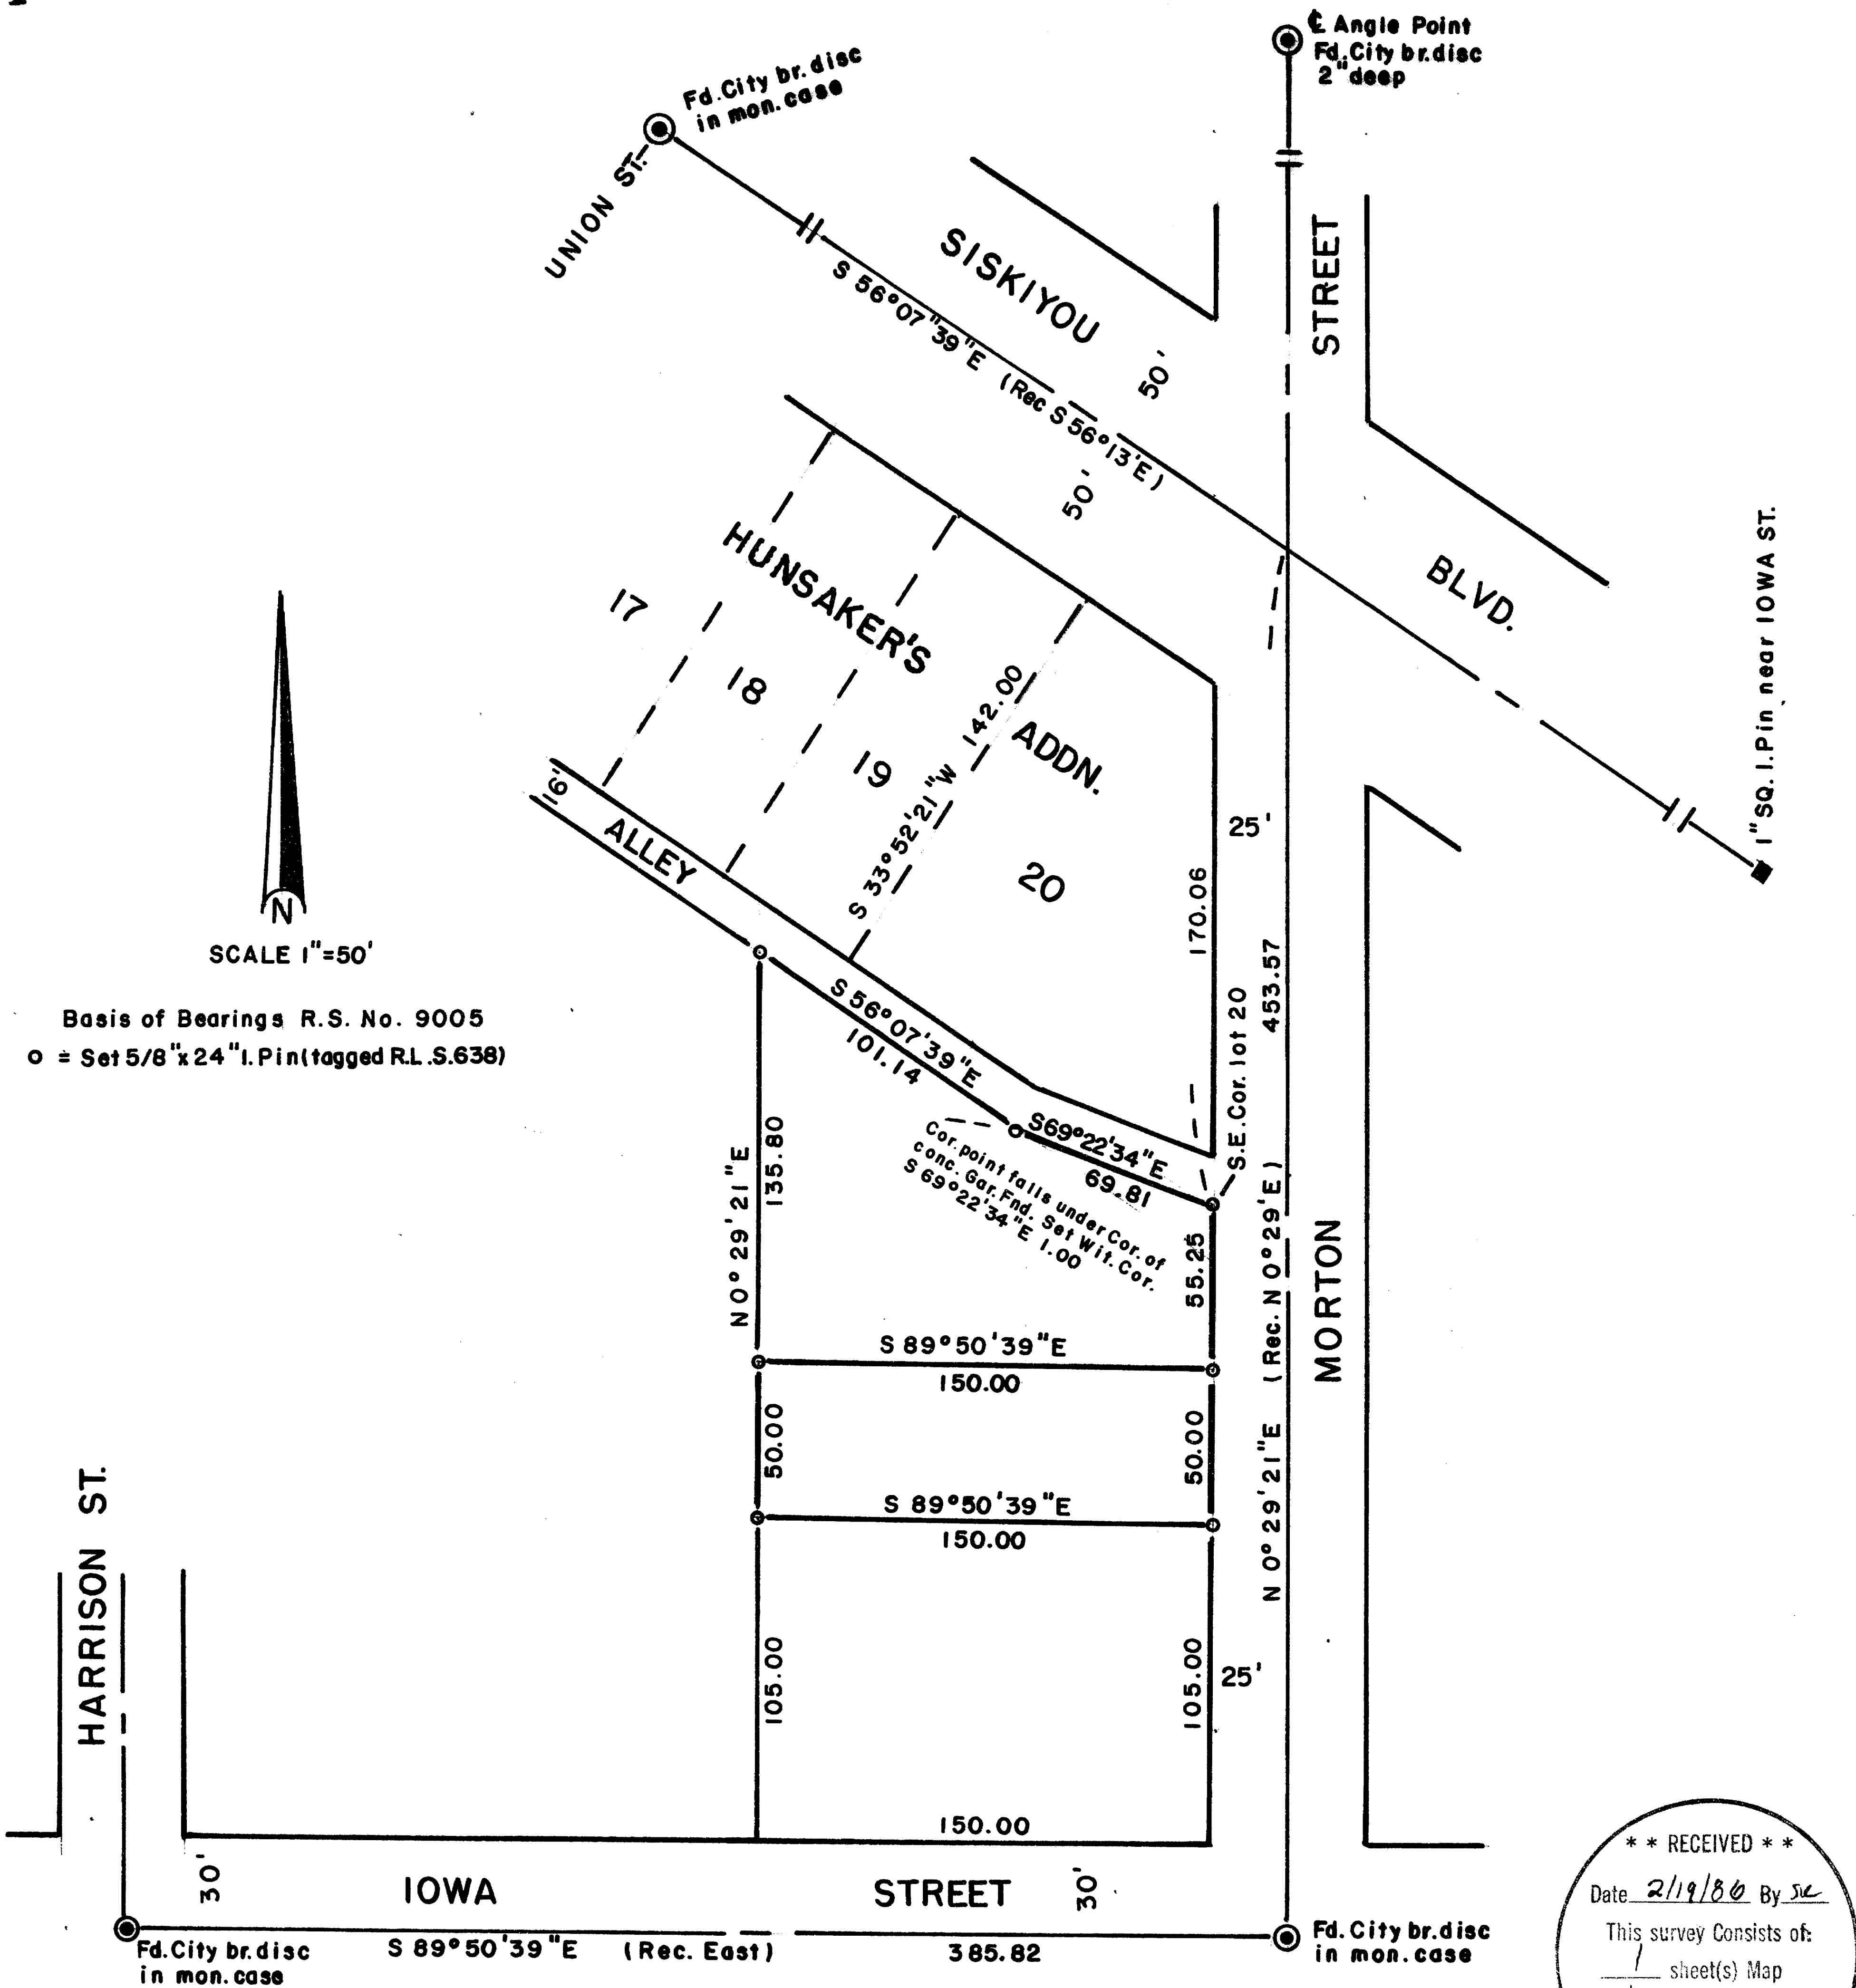 ℄ Angle Point
Fd.City br.disc
2"deep
Fd.City br.disc
in mon.case
UNION ST.
SISKIYOU
STREET
S 56°07"39"E (Rec S 56°13'E)
50'
50'
BLVD.
1"SQ.I.Pin near IOWA ST.
HUNSAKER'S
ADDN.
17
18
19
20
S 33°52'21"W 142.00
16'
ALLEY
25'
170.06
453.57
S.E.Cor. lot 20
N
SCALE 1"=50'
Basis of Bearings R.S. No. 9005
o = Set 5/8"x 24"I.Pin(tagged R.L.S.638)
S 56°07'39"E
101.14
S69°22'34"E
69.81
Cor.point falls under Cor. of
conc. Gar. Fnd. Set Wit. Cor.
S 69°22'34"E 1.00
N 0°29'21"E
135.80
55.25
N 0°29'21"E (Rec. N 0°29'E)
MORTON
S 89°50'39"E
150.00
50.00
50.00
S 89°50'39"E
150.00
HARRISON ST.
105.00
105.00
25'
150.00
30'
IOWA
STREET
30'
Fd.City br.disc
in mon.case
S 89°50'39"E (Rec. East) 385.82
Fd.City br.disc
in mon.case
* * RECEIVED * *
Date 2/19/86 By
This survey Consists of:
1 sheet(s) Map